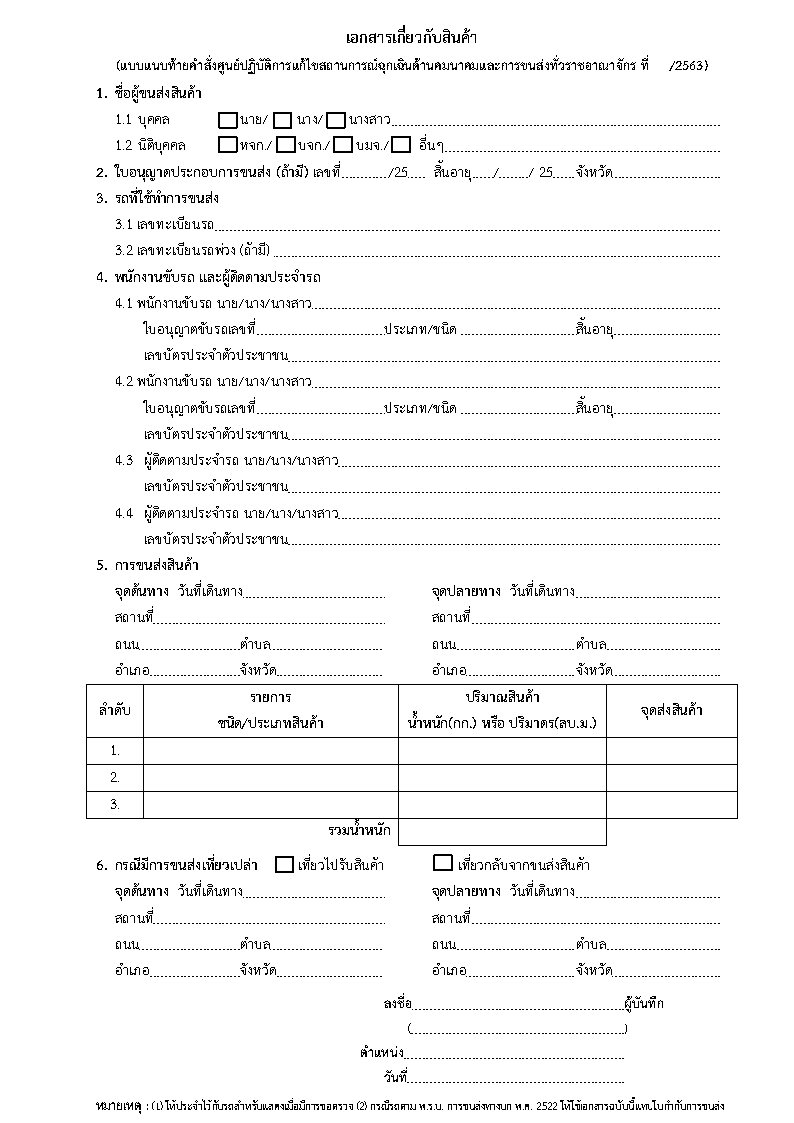 เอกสารเกี่ยวกับสินค้า
(แบบแนบท้ายคำสั่งศูนย์ปฏิบัติการแก้ไขสถานการณ์ฉุกเฉินด้านคมนาคมและการขนส่งทั่วราชอาณาจักร ที่ /2563)
1. ชื่อผู้ขนส่งสินค้า
1.1 บุคคล นาย/ นาง/ นางสาว
1.2 นิติบุคคล หจก./ บจก./ บมจ./ อื่นๆ
2. ใบอนุญาตประกอบการขนส่ง (ถ้ามี) เลขที่............/25..... สิ้นอายุ....../......../ 25......จังหวัด
3. รถที่ใช้ทำการขนส่ง
3.1 เลขทะเบียนรถ
3.2 เลขทะเบียนรถพ่วง (ถ้ามี)
4. พนักงานขับรถ และผู้ติดตามประจำรถ
4.1 พนักงานขับรถ นาย/นาง/นางสาว
ใบอนุญาตขับรถเลขที่ ประเภท/ชนิด สิ้นอายุ
เลขบัตรประจำตัวประชาชน
4.2 พนักงานขับรถ นาย/นาง/นางสาว
ใบอนุญาตขับรถเลขที่ ประเภท/ชนิด สิ้นอายุ
เลขบัตรประจำตัวประชาชน
4.3 ผู้ติดตามประจำรถ นาย/นาง/นางสาว
เลขบัตรประจำตัวประชาชน
4.4 ผู้ติดตามประจำรถ นาย/นาง/นางสาว
เลขบัตรประจำตัวประชาชน
5. การขนส่งสินค้า
จุดต้นทาง วันที่เดินทาง จุดปลายทาง วันที่เดินทาง
สถานที่ สถานที่
ถนน ตำบล ถนน ตำบล
อำเภอ จังหวัด อำเภอ จังหวัด
ลำดับ รายการ ปริมาณสินค้า จุดส่งสินค้า
ชนิด/ประเภทสินค้า น้ำหนัก(กก.) หรือ ปริมาตร(ลบ.ม.)
1.
2.
3.
รวมน้ำหนัก
6. กรณีมีการขนส่งเที่ยวเปล่า เที่ยวไปรับสินค้า เที่ยวกลับจากขนส่งสินค้า
จุดต้นทาง วันที่เดินทาง จุดปลายทาง วันที่เดินทาง
สถานที่ สถานที่
ถนน ตำบล ถนน ตำบล
อำเภอ จังหวัด อำเภอ จังหวัด
ลงชื่อ ผู้บันทึก
( )
ตำแหน่ง
วันที่
หมายเหตุ : (1) ให้ประจำไว้กับรถสำหรับแสดงเมื่อมีการขอตรวจ (2) กรณีรถตาม พ.ร.บ. การขนส่งทางบก พ.ศ. 2522 ให้ใช้เอกสารฉบับนี้แทนใบกำกับการขนส่ง